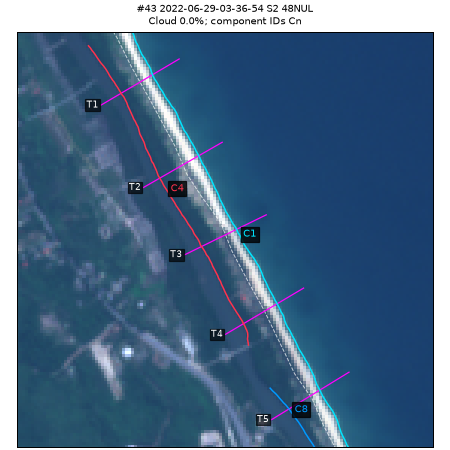 #43 2022-06-29-03-36-54 S2 48NUL
Cloud 0.0%; component IDs Cn
T1
T2
C4
C1
T3
T4
C8
T5